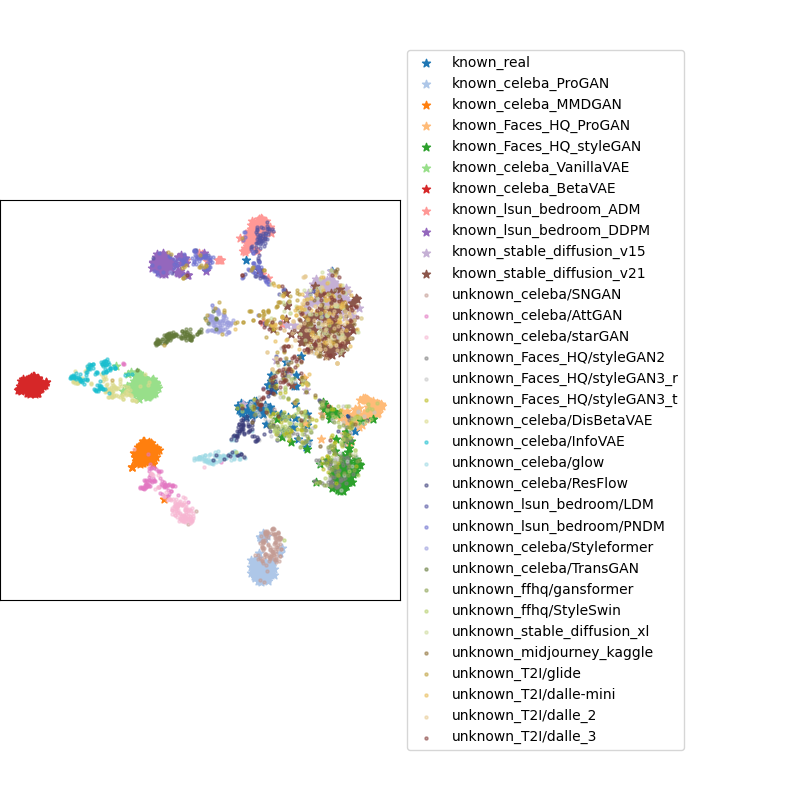 known_real
known_celeba_ProGAN
known_celeba_MMDGAN
known_Faces_HQ_ProGAN
known_Faces_HQ_styleGAN
known_celeba_VanillaVAE
known_celeba_BetaVAE
known_lsun_bedroom_ADM
known_lsun_bedroom_DDPM
known_stable_diffusion_v15
known_stable_diffusion_v21
unknown_celeba/SNGAN
unknown_celeba/AttGAN
unknown_celeba/starGAN
unknown_Faces_HQ/styleGAN2
unknown_Faces_HQ/styleGAN3_r
unknown_Faces_HQ/styleGAN3_t
unknown_celeba/DisBetaVAE
unknown_celeba/InfoVAE
unknown_celeba/glow
unknown_celeba/ResFlow
unknown_lsun_bedroom/LDM
unknown_lsun_bedroom/PNDM
unknown_celeba/Styleformer
unknown_celeba/TransGAN
unknown_ffhq/gansformer
unknown_ffhq/StyleSwin
unknown_stable_diffusion_xl
unknown_midjourney_kaggle
unknown_T2I/glide
unknown_T2I/dalle-mini
unknown_T2I/dalle_2
unknown_T2I/dalle_3